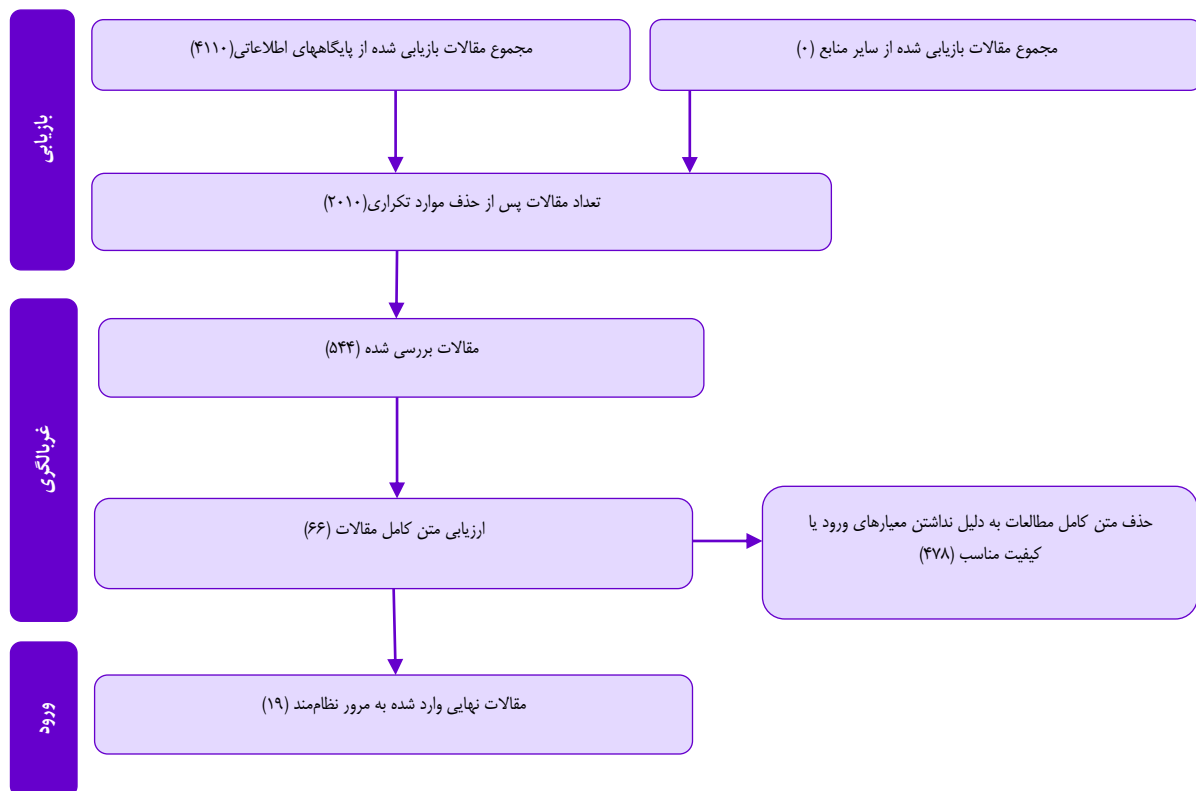 بازیابی
مجموع مقالات بازیابی شده از سایر منابع (۰)
مجموع مقالات بازیابی شده از پایگاههای اطلاعاتی(۴۱۱۰)
تعداد مقالات پس از حذف موارد تکراری(۲۰۱۰)
غربالگری
مقالات بررسی شده (۵۴۴)
ارزیابی متن کامل مقالات (۶۶)
حذف متن کامل مطالعات به دلیل نداشتن معیارهای ورود یا
کیفیت مناسب (۴۷۸)
ورود
مقالات نهایی وارد شده به مرور نظام‌مند (۱۹)